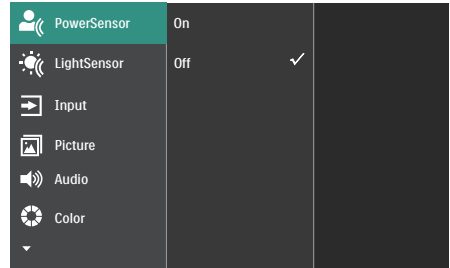 PowerSensor
LightSensor
Input
Picture
Audio
Color
On
Off